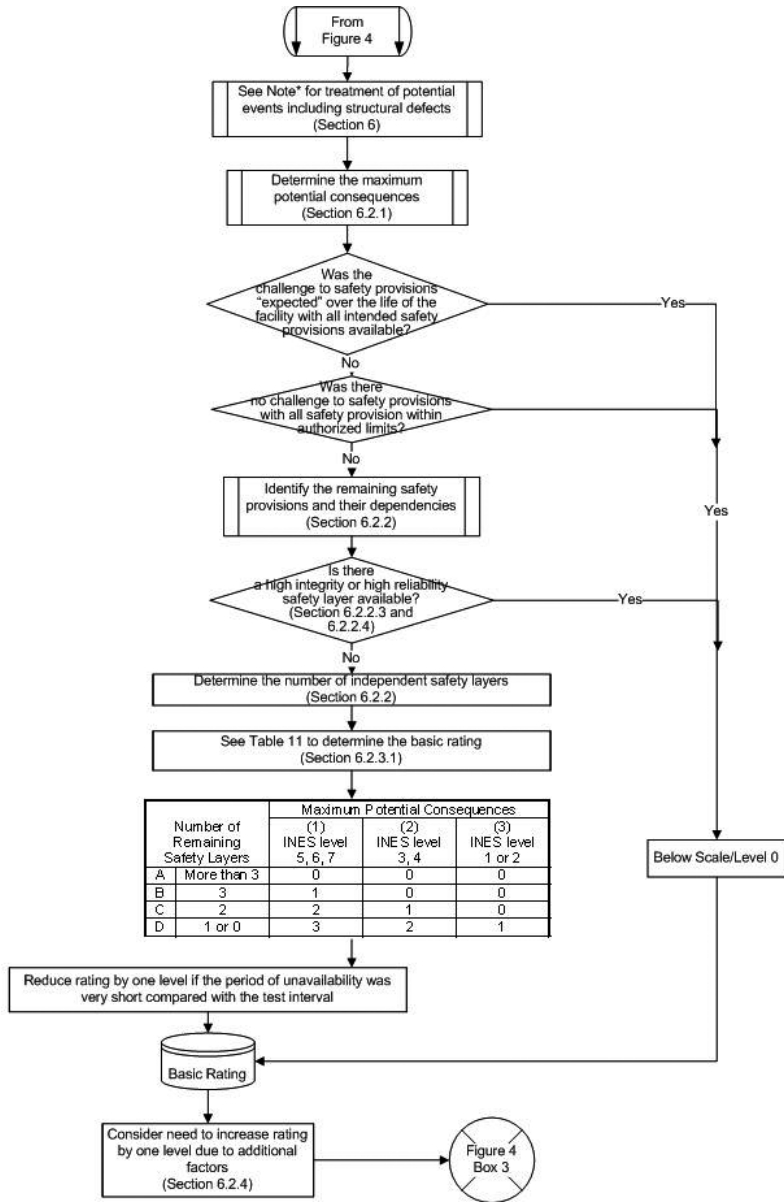 From
Figure 4
See Note* for treatment of potential
events including structural defects
(Section 6)
Determine the maximum
potential consequences
(Section 6.2.1)
Was the
challenge to safety provisions
“expected” over the life of the
facility with all intended safety
provisions available?
Yes
No
Was there
no challenge to safety provisions
with all safety provision within
authorized limits?
No
Yes
Identify the remaining safety
provisions and their dependencies
(Section 6.2.2)
Is there
a high integrity or high reliability
safety layer available?
(Section 6.2.2.3 and
6.2.2.4)
Yes
No
Determine the number of independent safety layers
(Section 6.2.2)
See Table 11 to determine the basic rating
(Section 6.2.3.1)
Number of
Remaining
Safety Layers
Maximum Potential Consequences
(1)
INES level
5, 6, 7
(2)
INES level
3, 4
(3)
INES level
1 or 2
A More than 3 0 0 0
B 3 1 0 0
C 2 2 1 0
D 1 or 0 3 2 1
Below Scale/Level 0
Reduce rating by one level if the period of unavailability was
very short compared with the test interval
Basic Rating
Consider need to increase rating
by one level due to additional
factors
(Section 6.2.4)
Figure 4
Box 3